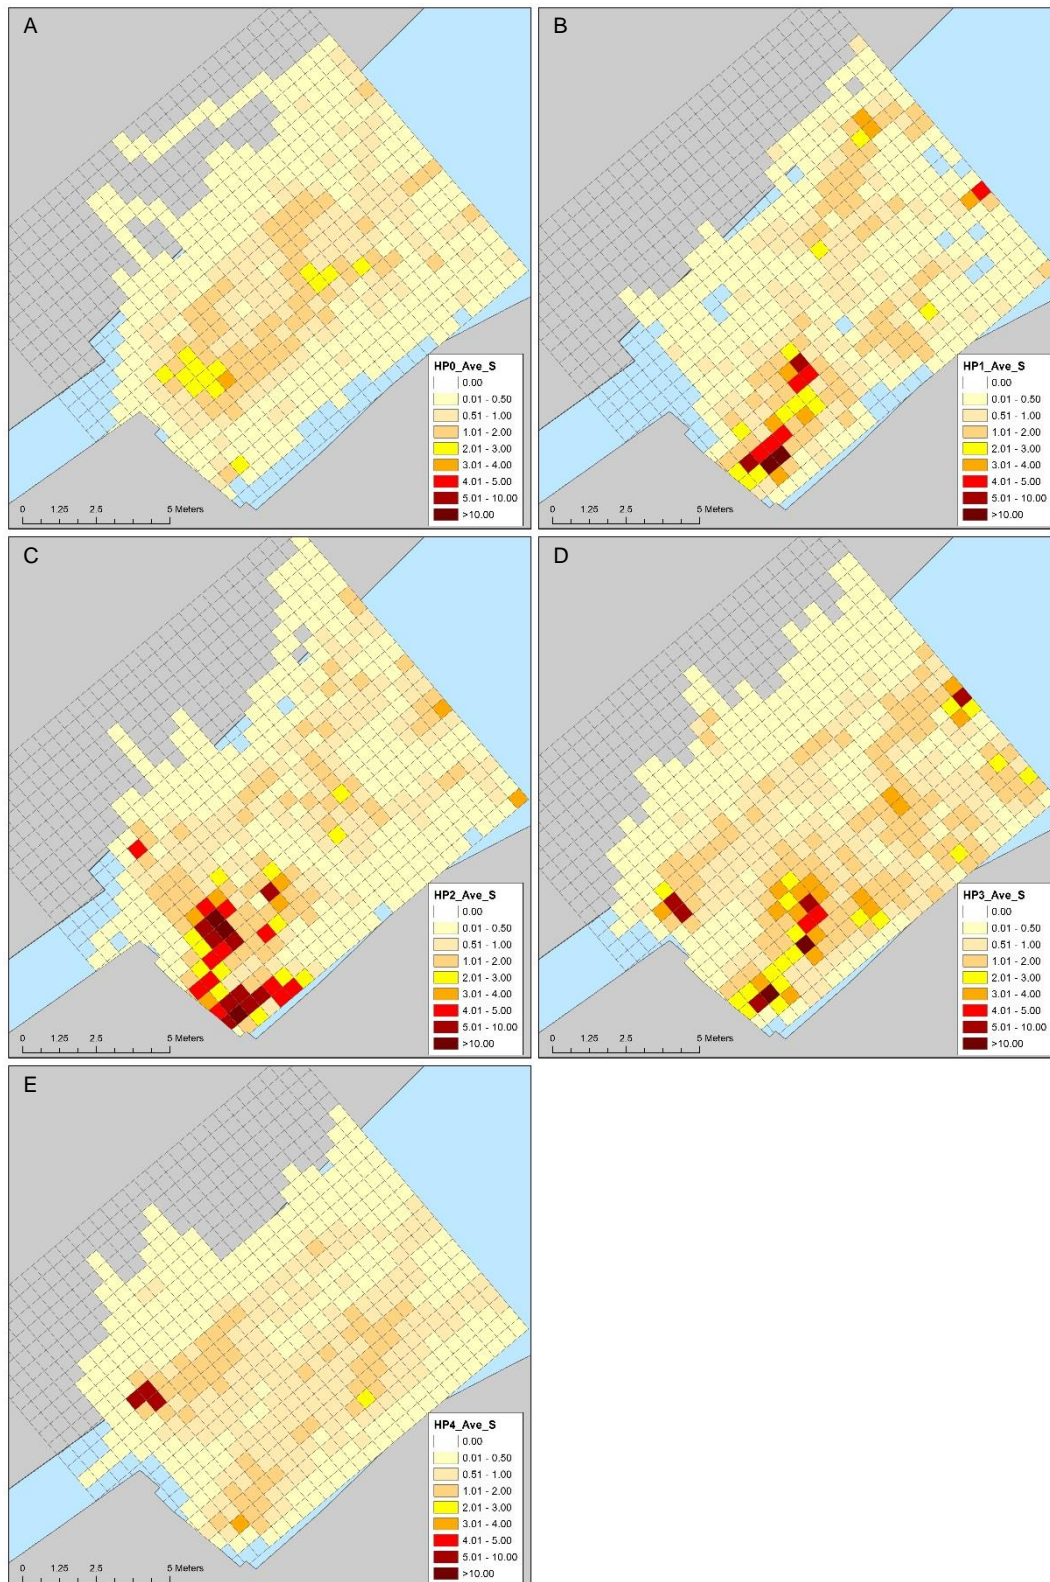 A
HP0_Ave_S
0.00
0.01 - 0.50
0.51 - 1.00
1.01 - 2.00
2.01 - 3.00
3.01 - 4.00
4.01 - 5.00
5.01 - 10.00
>10.00
0 1.25 2.5 5 Meters
B
HP1_Ave_S
0.00
0.01 - 0.50
0.51 - 1.00
1.01 - 2.00
2.01 - 3.00
3.01 - 4.00
4.01 - 5.00
5.01 - 10.00
>10.00
0 1.25 2.5 5 Meters
C
HP2_Ave_S
0.00
0.01 - 0.50
0.51 - 1.00
1.01 - 2.00
2.01 - 3.00
3.01 - 4.00
4.01 - 5.00
5.01 - 10.00
>10.00
0 1.25 2.5 5 Meters
D
HP3_Ave_S
0.00
0.01 - 0.50
0.51 - 1.00
1.01 - 2.00
2.01 - 3.00
3.01 - 4.00
4.01 - 5.00
5.01 - 10.00
>10.00
0 1.25 2.5 5 Meters
E
HP4_Ave_S
0.00
0.01 - 0.50
0.51 - 1.00
1.01 - 2.00
2.01 - 3.00
3.01 - 4.00
4.01 - 5.00
5.01 - 10.00
>10.00
0 1.25 2.5 5 Meters